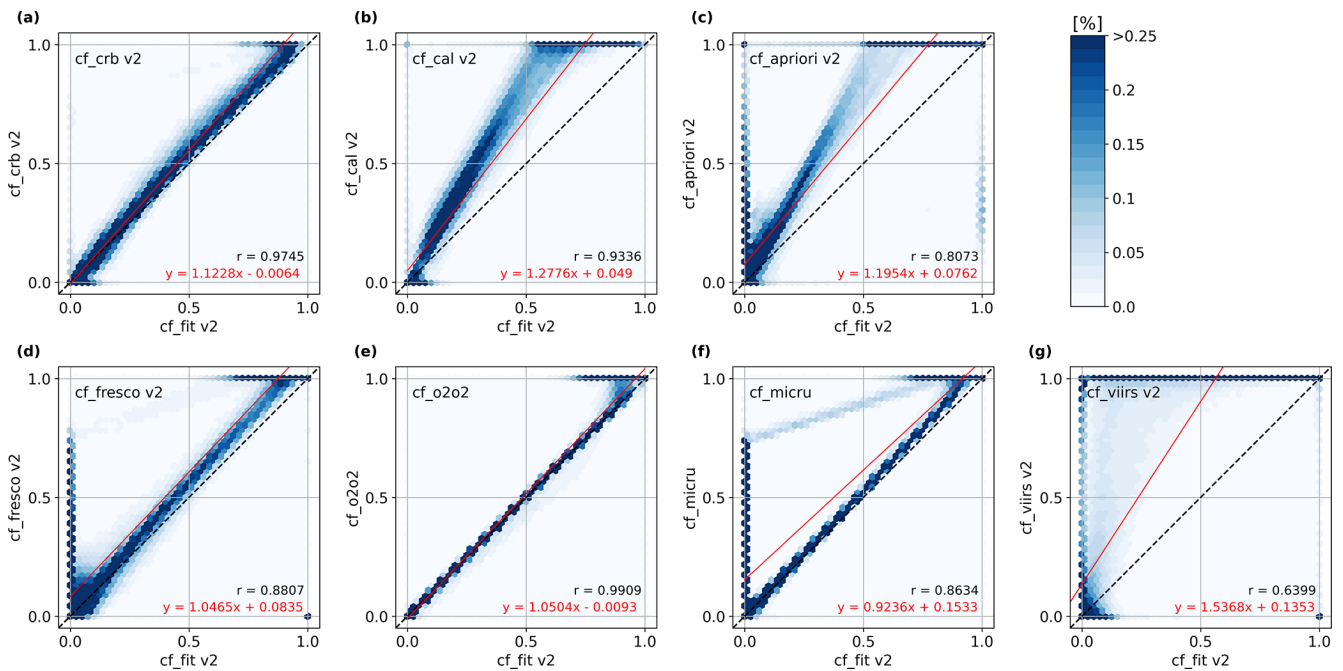 (a)
1.0
0.5
0.0
cf_crb v2
cf_crb v2
r = 0.9745
y = 1.1228x - 0.0064
0.0
0.5
1.0
cf_fit v2
(b)
1.0
0.5
0.0
cf_cal v2
cf_cal v2
r = 0.9336
y = 1.2776x + 0.049
0.0
0.5
1.0
cf_fit v2
(c)
1.0
0.5
0.0
cf_apriori v2
cf_apriori v2
r = 0.8073
y = 1.1954x + 0.0762
0.0
0.5
1.0
cf_fit v2
[%]
>0.25
0.2
0.15
0.1
0.05
0.0
(d)
1.0
0.5
0.0
cf_fresco v2
cf_fresco v2
r = 0.8807
y = 1.0465x + 0.0835
0.0
0.5
1.0
cf_fit v2
(e)
1.0
0.5
0.0
cf_o2o2
cf_o2o2
r = 0.9909
y = 1.0504x - 0.0093
0.0
0.5
1.0
cf_fit v2
(f)
1.0
0.5
0.0
cf_micru
cf_micru
r = 0.8634
y = 0.9236x + 0.1533
0.0
0.5
1.0
cf_fit v2
(g)
1.0
0.5
0.0
cf_viirs v2
cf_viirs v2
r = 0.6399
y = 1.5368x + 0.1353
0.0
0.5
1.0
cf_fit v2